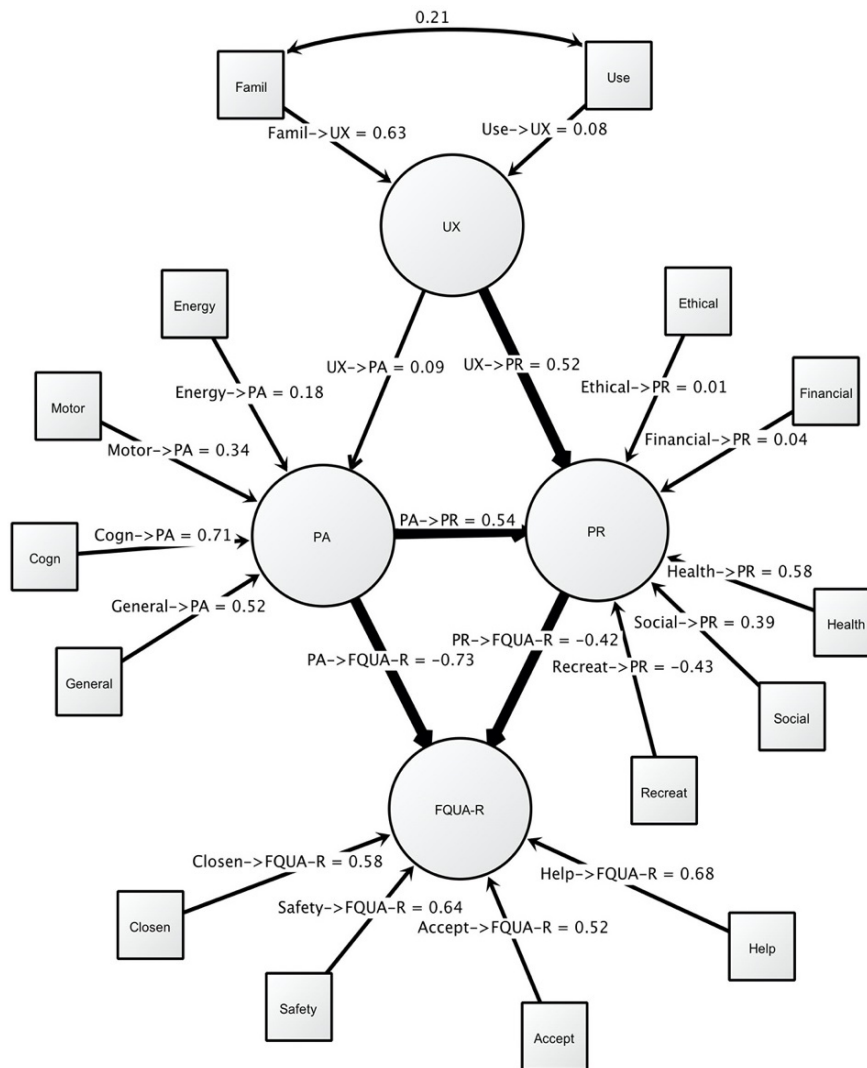 0.21
Famil
Use
Famil->UX = 0.63
Use->UX = 0.08
UX
Energy
Ethical
UX->PA = 0.09
UX->PR = 0.52
Motor
Energy->PA = 0.18
Ethical->PR = 0.01
Financial
Motor->PA = 0.34
Financial->PR = 0.04
PA->PR = 0.54
Cogn->PA = 0.71
PA
PR
Cogn
Health->PR = 0.58
General->PA = 0.52
Social->PR = 0.39
Health
PA->FQUA-R = −0.73
PR->FQUA-R = −0.42
Recreat->PR = −0.43
General
Social
Recreat
FQUA-R
Closen->FQUA-R = 0.58
Help->FQUA-R = 0.68
Safety->FQUA-R = 0.64
Accept->FQUA-R = 0.52
Closen
Help
Safety
Accept